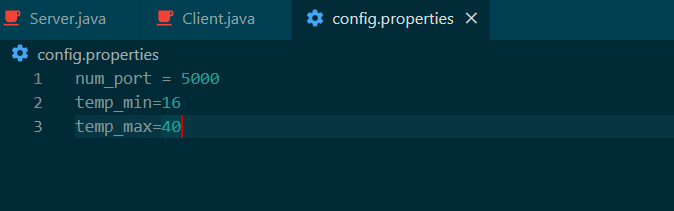 Server.java Client.java config.properties
config.properties
1 num_port = 5000
2 temp_min=16
3 temp_max=40